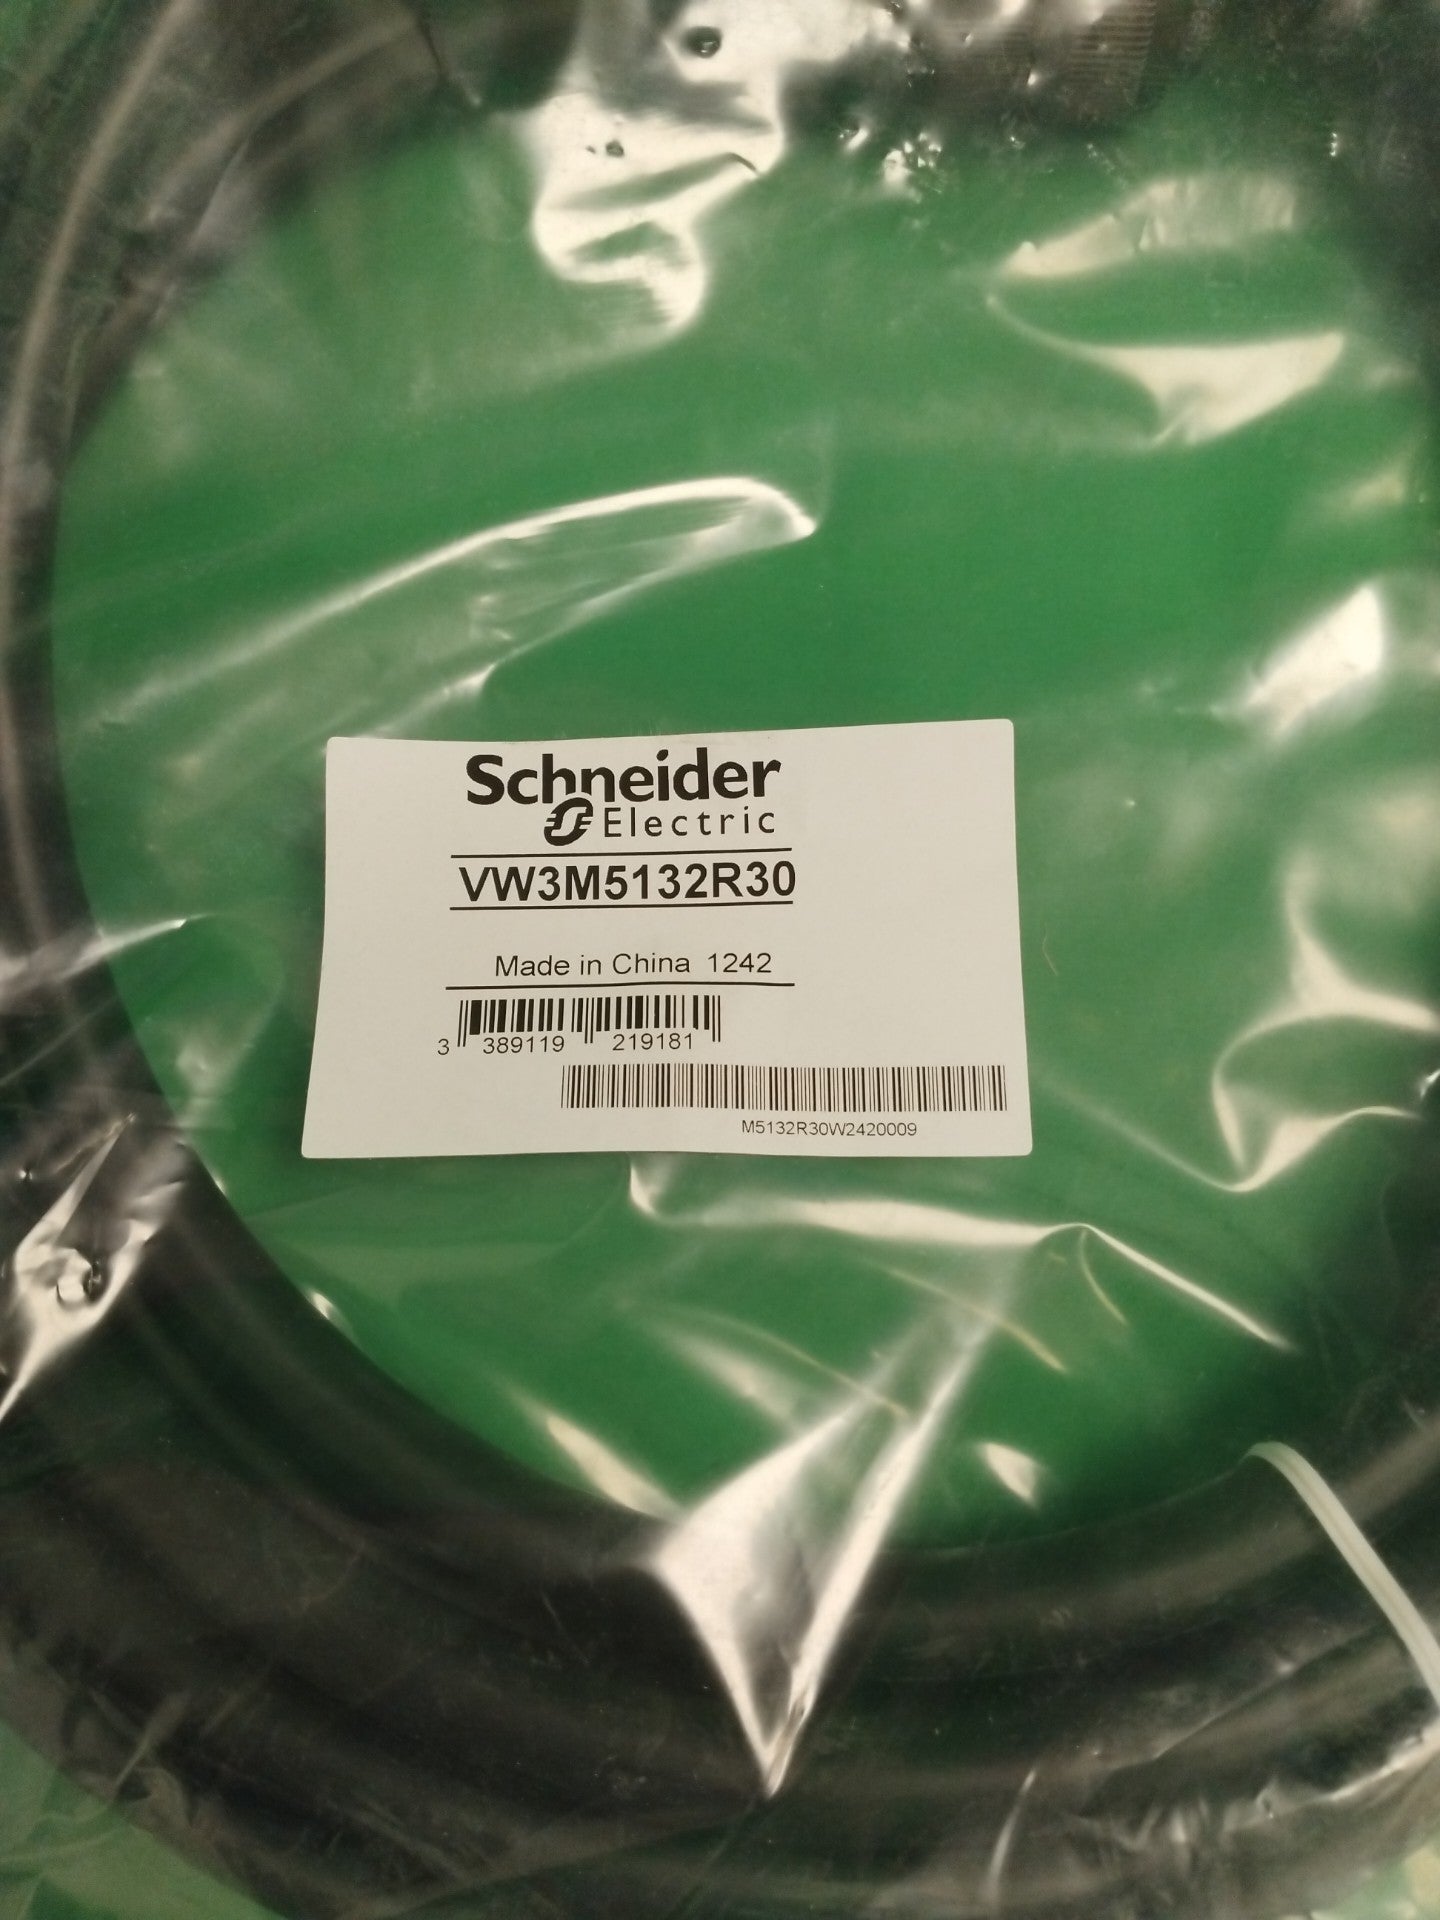 Schneider
Electric
VW3M5132R30
Made in China 1242
3 389119 219181
M5132R30W2420009